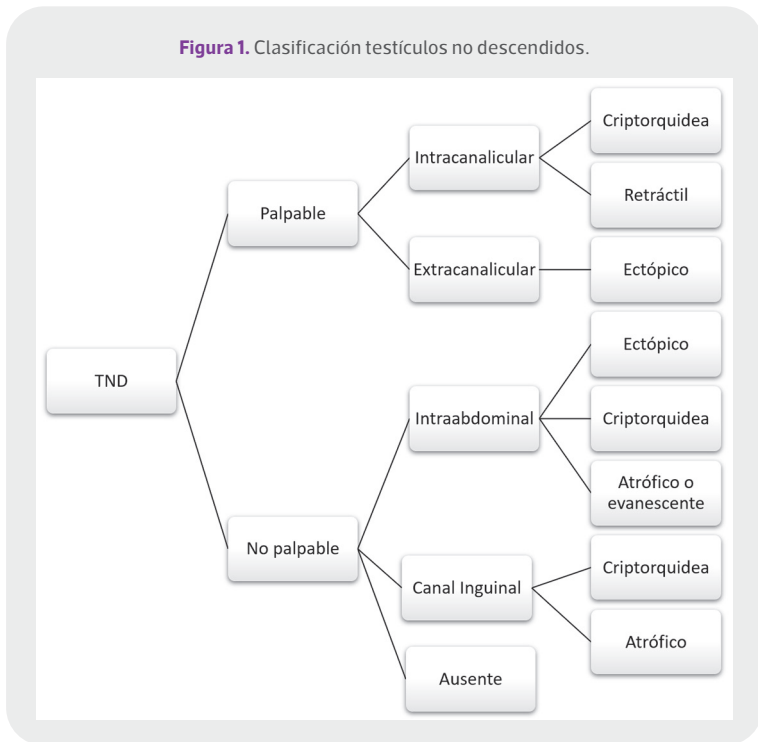 Figura 1. Clasificación testículos no descendidos.
TND
Palpable
Intracanalicular
Criptorquidea
Retráctil
Extracanalicular
Ectópico
No palpable
Intraabdominal
Ectópico
Criptorquidea
Atrófico o
evanescente
Canal Inguinal
Criptorquidea
Atrófico
Ausente